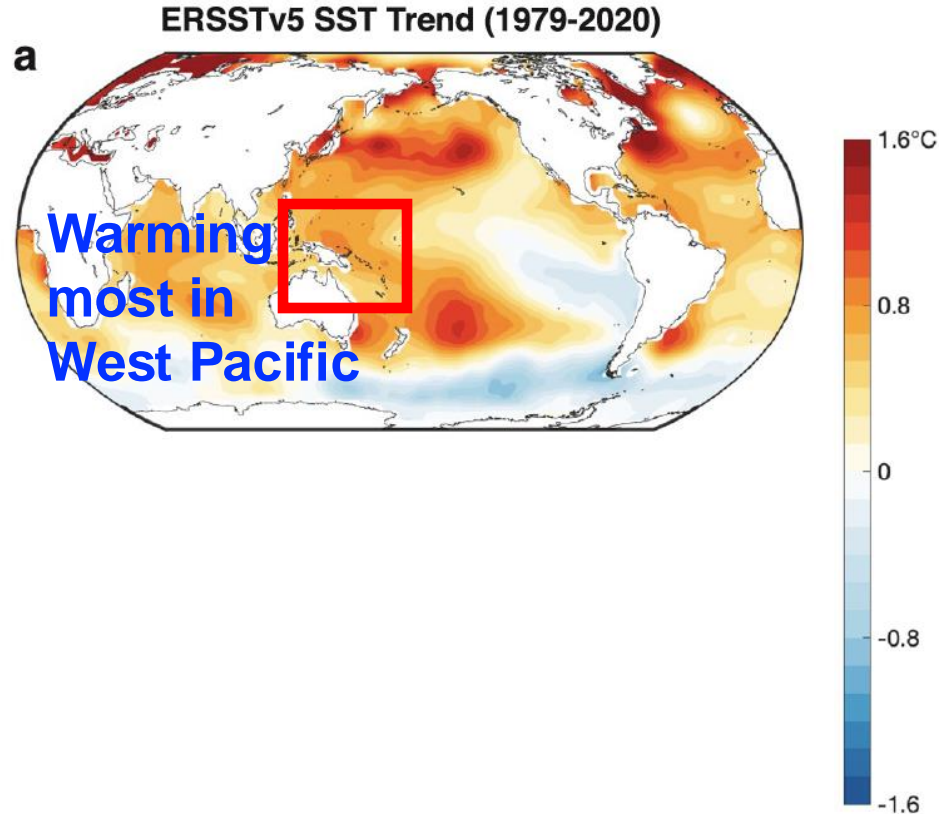 ERSSTv5 SST Trend (1979-2020)
a
Warming
most in
West Pacific
1.6°C
0.8
0
-0.8
-1.6